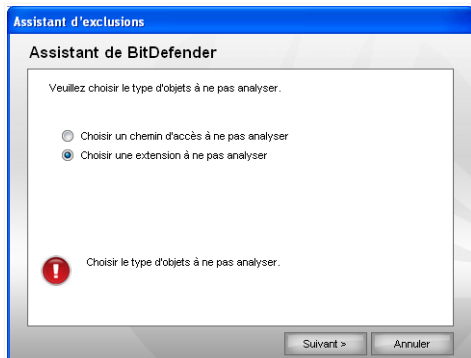 Assistant d'exclusions
Assistant de BitDefender
Veuillez choisir le type d'objets à ne pas analyser.
Choisir un chemin d'accès à ne pas analyser
Choisir une extension à ne pas analyser
Choisir le type d'objets à ne pas analyser.
Suivant »
Annuler